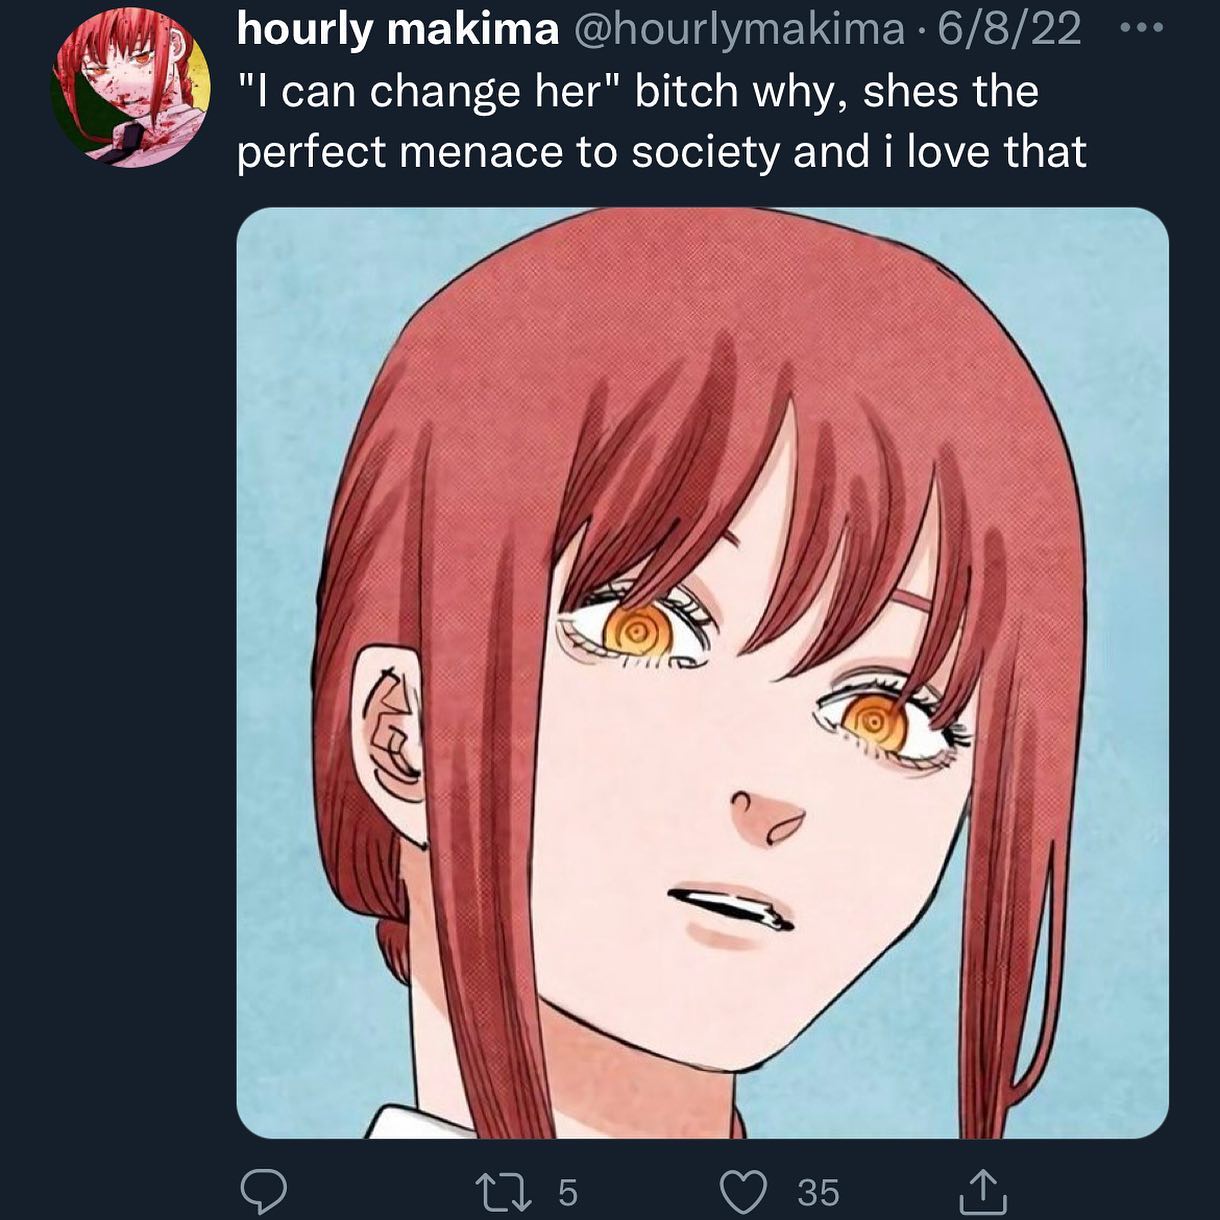 hourly makima @hourlymakima · 6/8/22 •••
"I can change her" bitch why, shes the
perfect menace to society and i love that
5 35